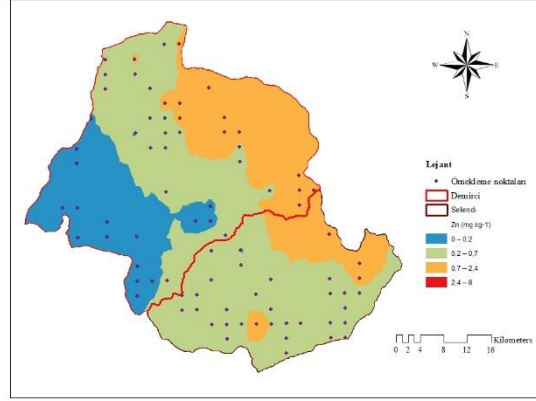 N
W E
S
Lejant
Örnekleme noktaları
Demirci
Selendi
Zn (mg kg-1)
0 – 0,2
0,2 – 0,7
0,7 – 2,4
2,4 – 8
Kilometers
0 2 4 8 12 16